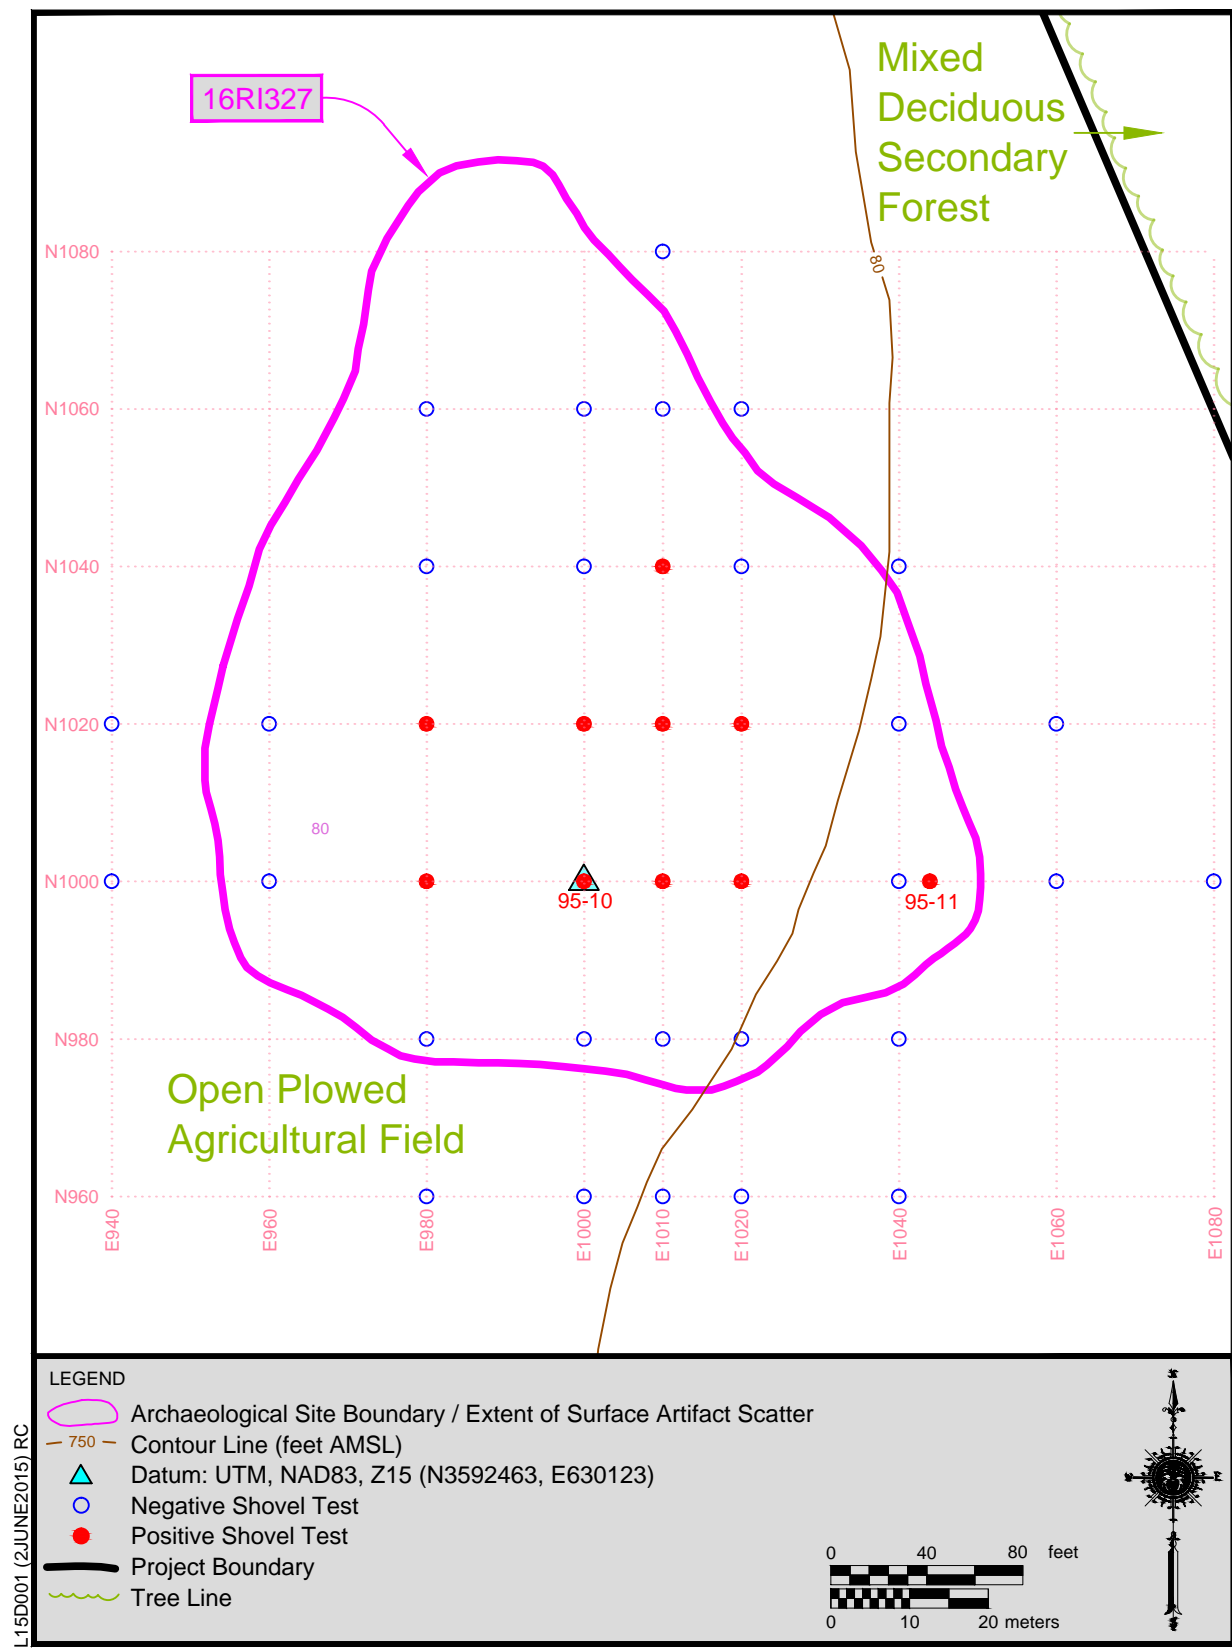 16RI327
Mixed
Deciduous
Secondary
Forest
80
N1080
N1060
N1040
N1020
80
N1000
95-10
95-11
N980
Open Plowed
Agricultural Field
N960
E940
E960
E980
E1000
E1010
E1020
E1040
E1060
E1080
LEGEND
Archaeological Site Boundary / Extent of Surface Artifact Scatter
750
Contour Line (feet AMSL)
Datum: UTM, NAD83, Z15 (N3592463, E630123)
Negative Shovel Test
Positive Shovel Test
Project Boundary
Tree Line
0 40 80 feet
0 10 20 meters
L15D001 (2JUNE2015) RC